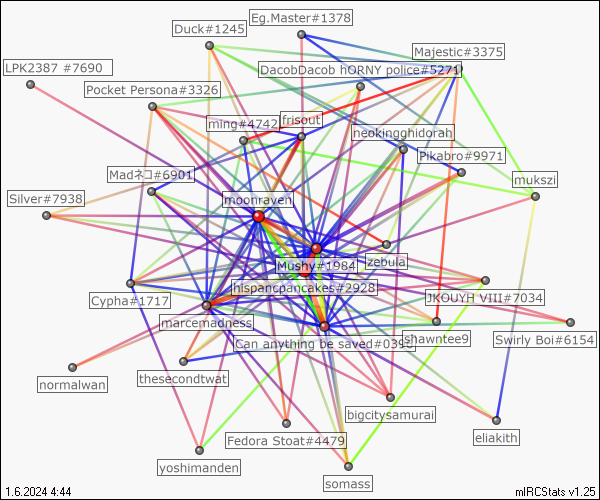 Eg.Master#1378
Duck#1245
Majestic#3375
LPK2387 #7690
DacobDacob hORNY police#5271
Pocket Persona#3326
ming#4742
frisout
neokingghidorah
Pikabro#9971
Madネコ#6901
mukszi
Silver#7938
moonraven
zebula
Mushy#1984
hispancpancakes#2928
Cypha#1717
JKOUYH VIII#7034
marcemadness
Can anything be saved#039
shawntee9
Swirly Boi#6154
normalwan
thesecondtwat
bigcitysamurai
eliakith
Fedora Stoat#4479
yoshimanden
somass
1.6.2024 4:44
mIRCStats v1.25